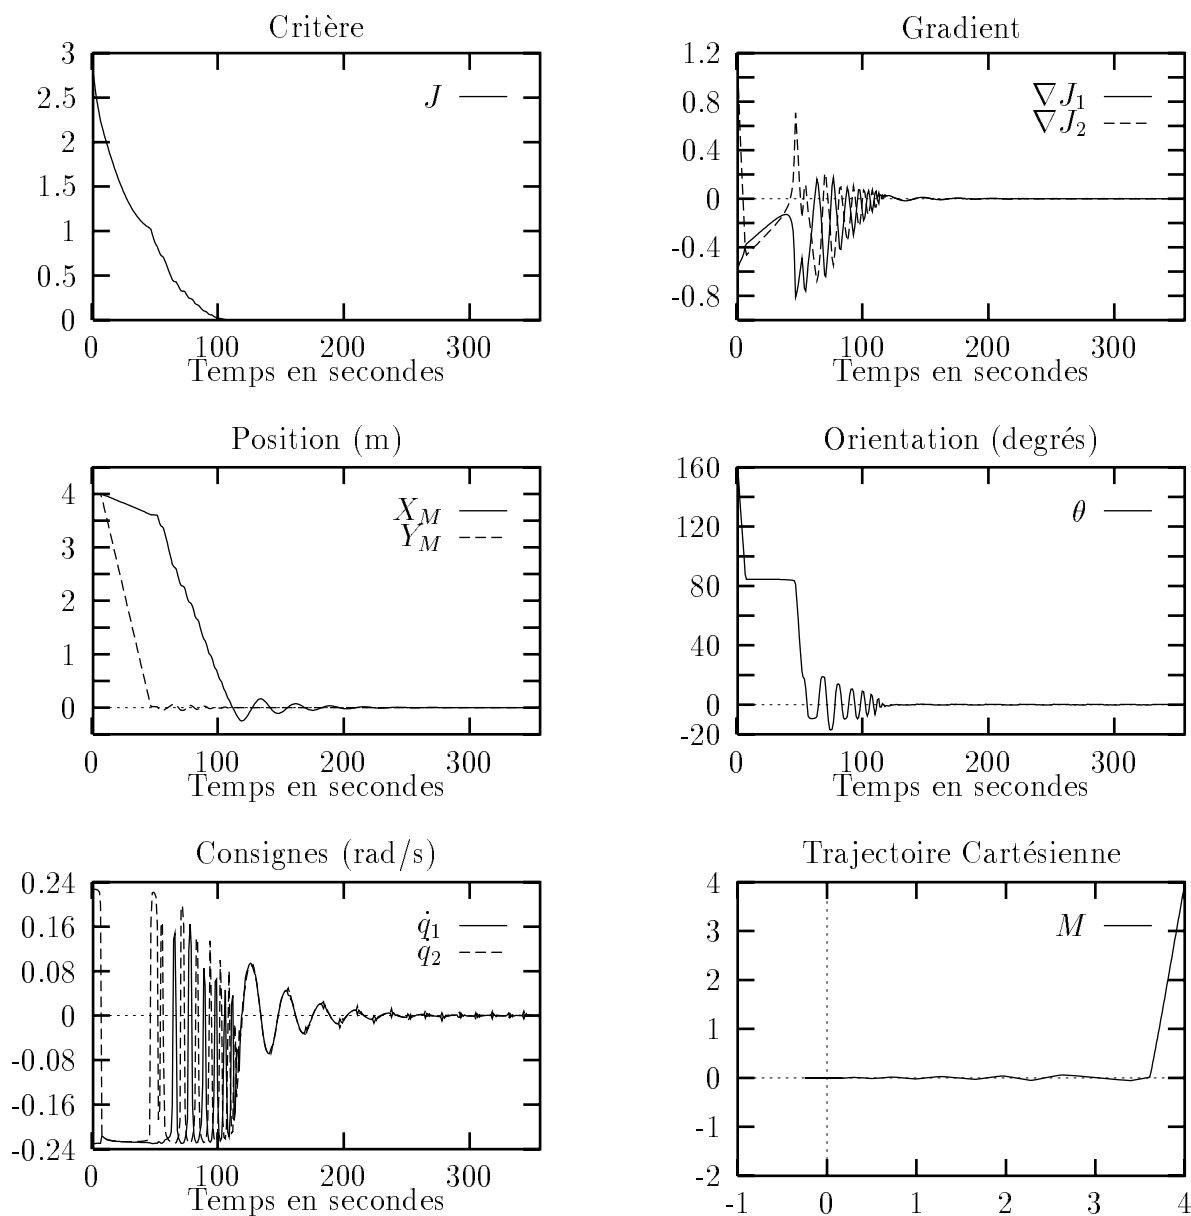 Critère
3
2.5
2
1.5
1
0.5
0
J
0 100 200 300
Temps en secondes
Gradient
1.2
0.8
0.4
0
-0.4
-0.8
∇J1
∇J2
0 100 200 300
Temps en secondes
Position (m)
4
3
2
1
0
X_M
Y_M
0 100 200 300
Temps en secondes
Orientation (degrés)
160
120
80
40
0
-20
θ
0 100 200 300
Temps en secondes
Consignes (rad/s)
0.24
0.16
0.08
0
-0.08
-0.16
-0.24
q̇1
q̇2
0 100 200 300
Temps en secondes
Trajectoire Cartésienne
4
3
2
1
0
-1
-2
M
-1 0 1 2 3 4